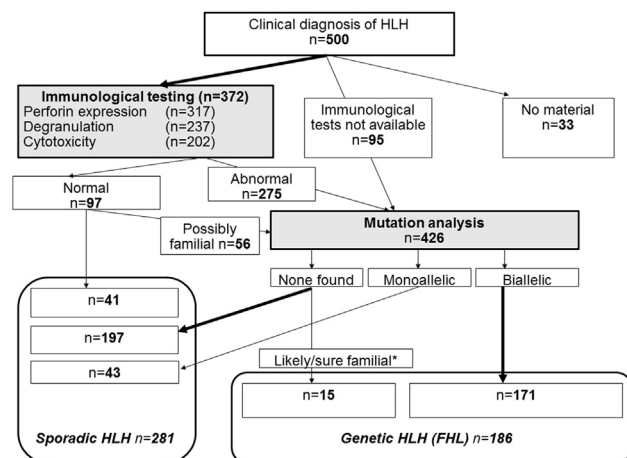 Clinical diagnosis of HLH
n=500
Immunological testing (n=372)
Perforin expression (n=317)
Degranulation (n=237)
Cytotoxicity (n=202)
Immunological
tests not available
n=95
No material
n=33
Normal
n=97
Abnormal
n=275
Possibly
familial n=56
Mutation analysis
n=426
None found
Monoallelic
Biallelic
n=41
n=197
n=43
Likely/sure familial*
n=15
n=171
Sporadic HLH n=281
Genetic HLH (FHL) n=186